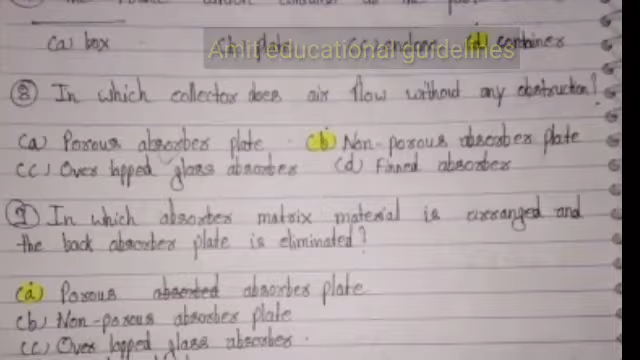 (a) box (d) container
Amit educational guidelines
⑧ In which collector does air flow without any obstruction?
(a) Porous absorber plate (b) Non-porous absorber plate
(c) Over lapped glass absorber (d) Finned absorber
⑨ In which absorber matrix material is arranged and
the back absorber plate is eliminated?
(a) Porous absorbed absorber plate
(b) Non-porous absorber plate
(c) Over lapped glass absorber.